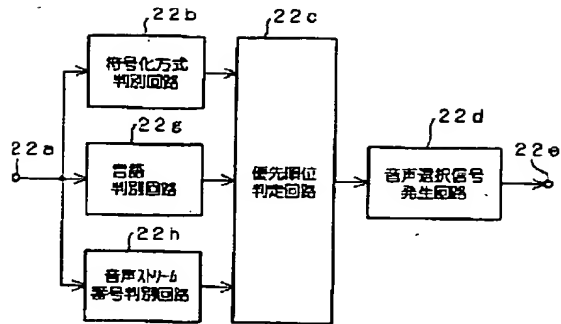 22b
22c
符号化方式
判別回路
22g
22d
22a
22e
言語
判別回路
優先順位
判定回路
音声選択信号
発生回路
22h
音声ストリーム
番号判別回路